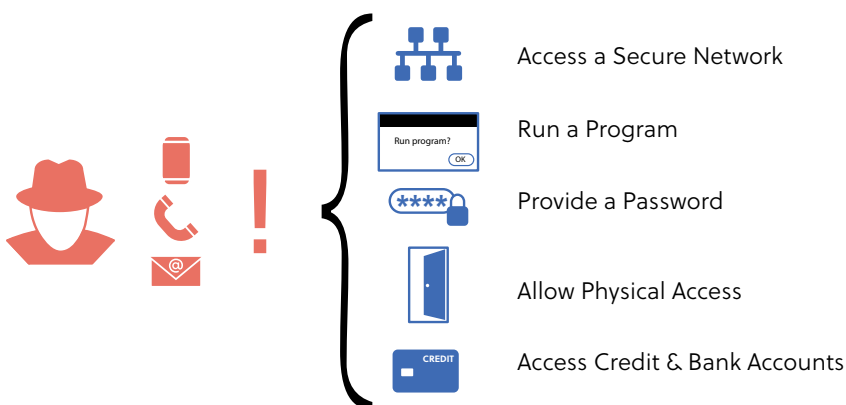 Access a Secure Network
Run program?
OK
Run a Program
****
Provide a Password
Allow Physical Access
CREDIT
Access Credit & Bank Accounts
@
!